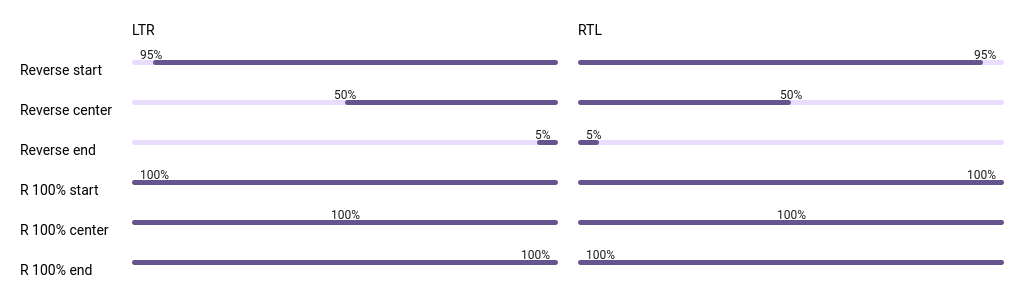 LTR RTL
Reverse start 95% 95%
Reverse center 50% 50%
Reverse end 5% 5%
R 100% start 100% 100%
R 100% center 100% 100%
R 100% end 100% 100%